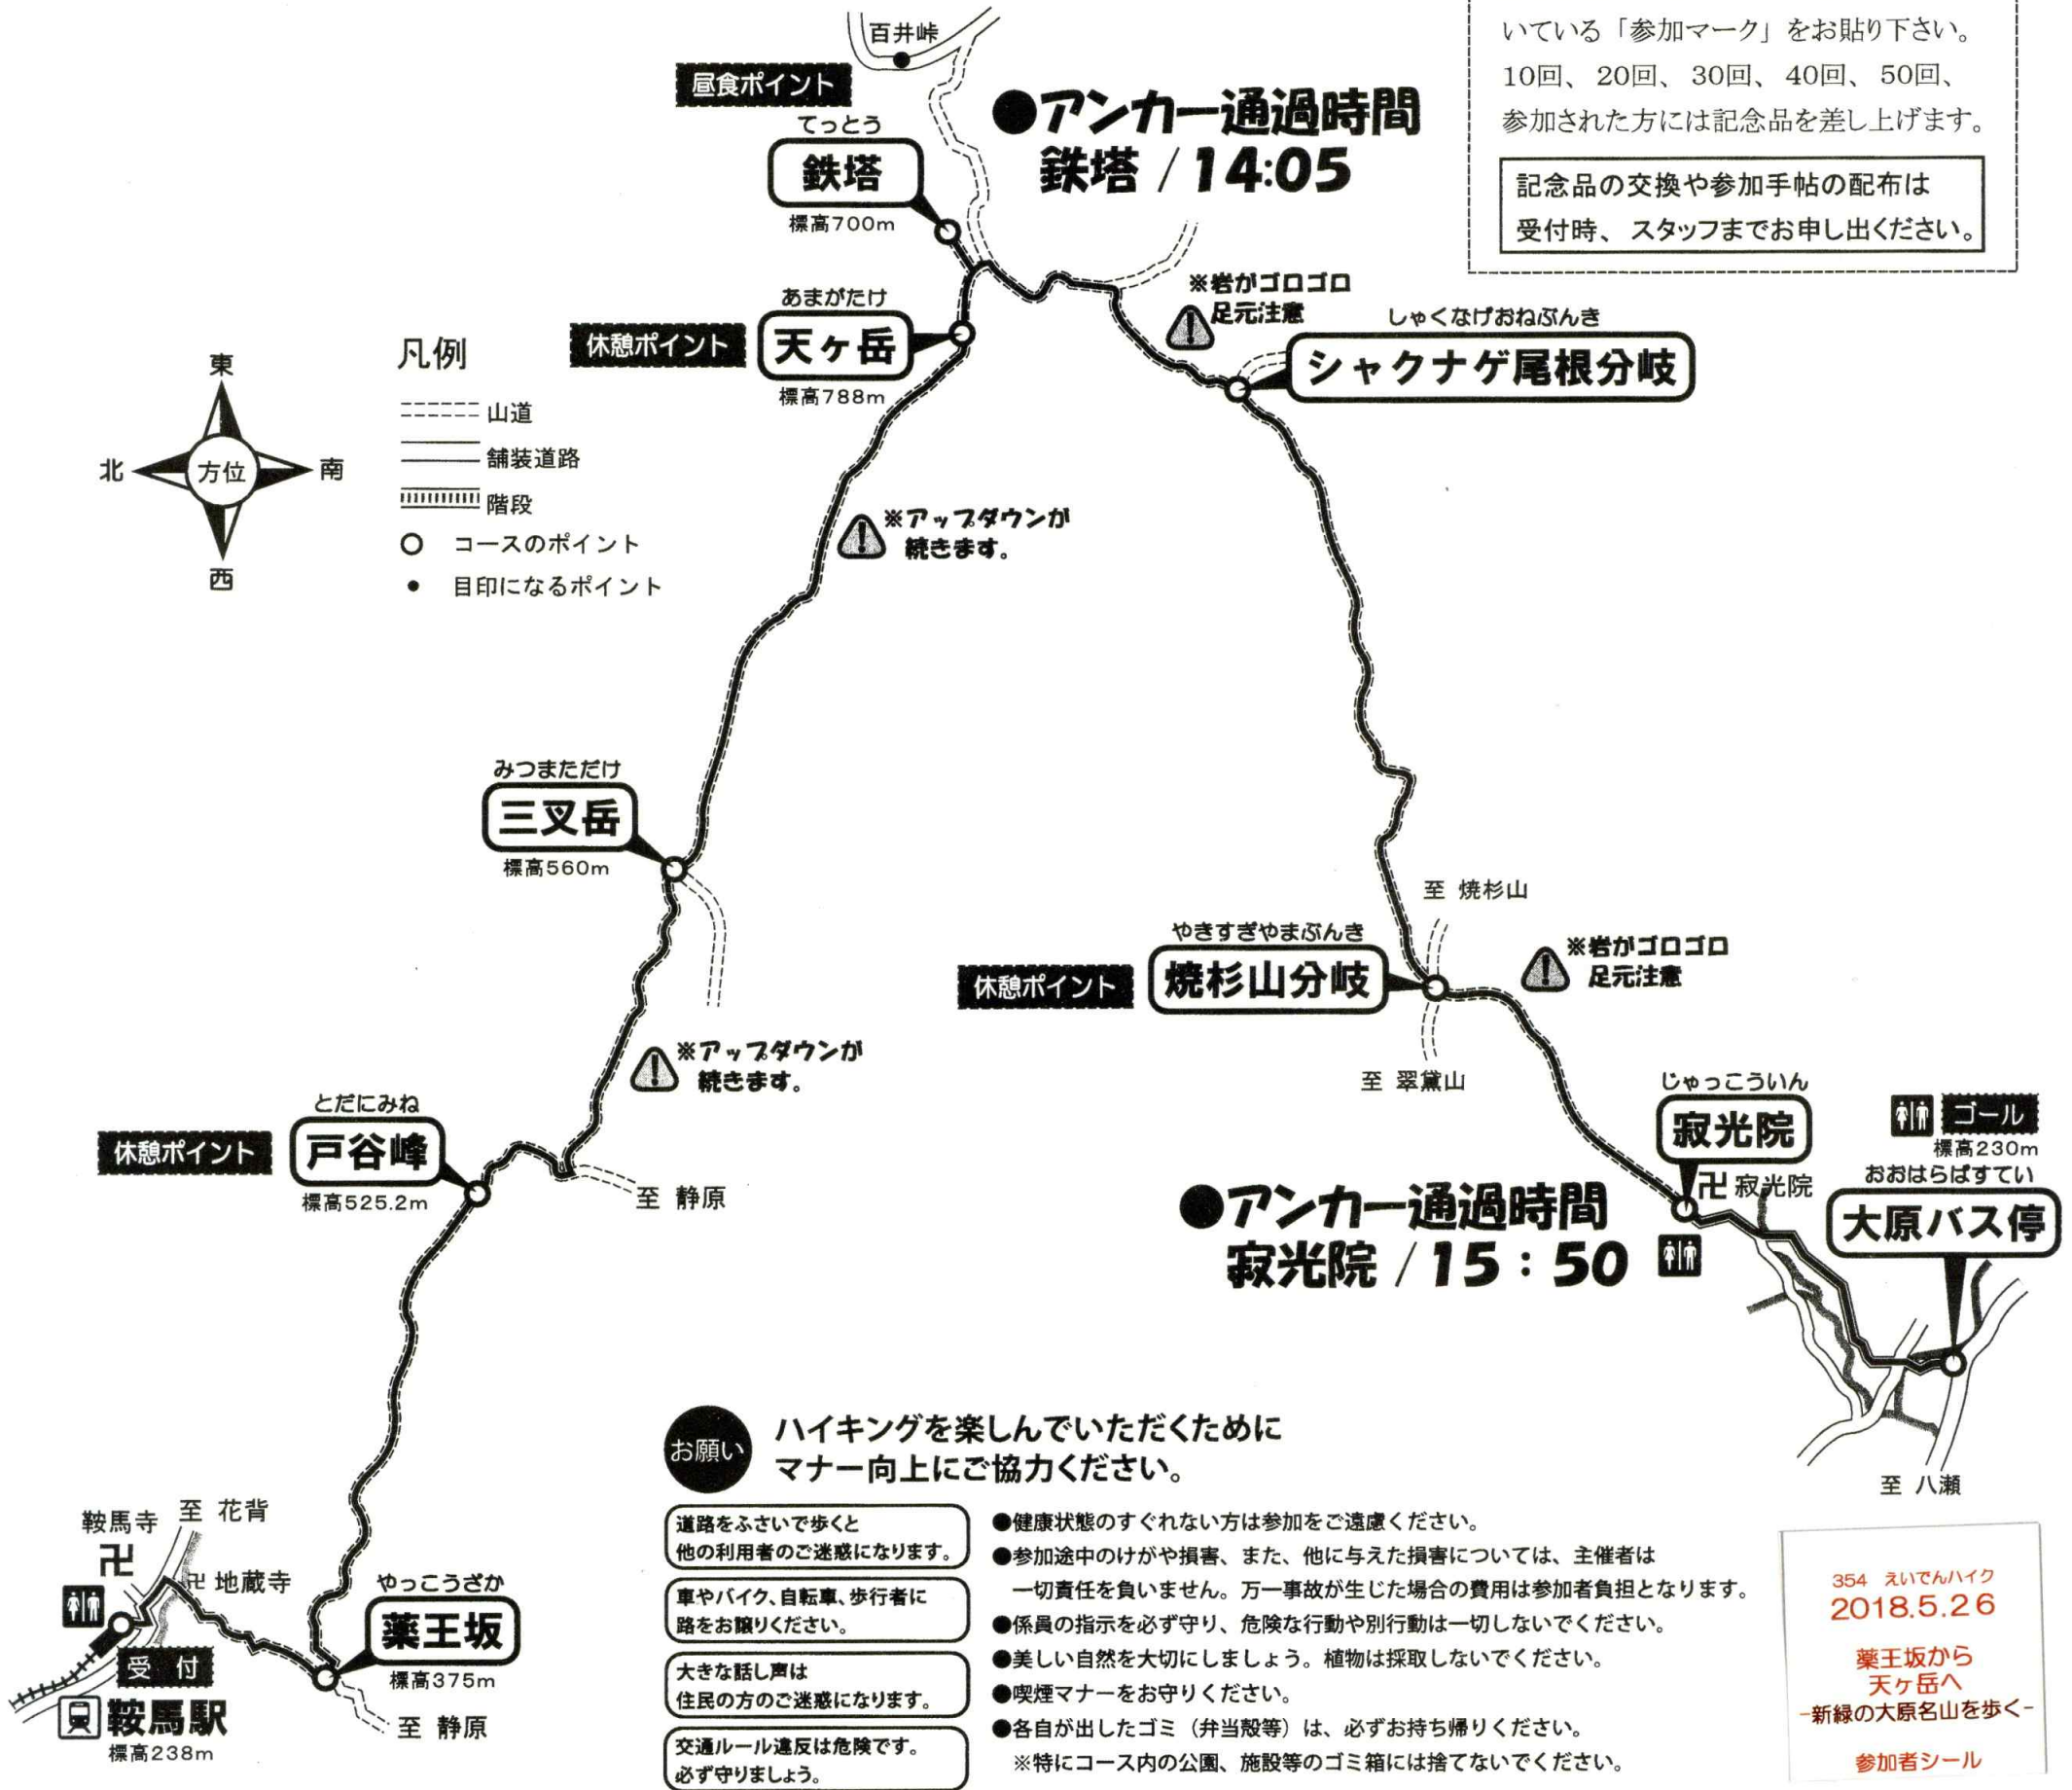 いている「参加マーク」をお貼り下さい。
10回、20回、30回、40回、50回、
参加された方には記念品を差し上げます。
記念品の交換や参加手帖の配布は
受付時、スタッフまでお申し出ください。
百井峠
昼食ポイント
てっとう
鉄塔
標高700m
●アンカー通過時間
鉄塔 / 14:05
※岩がゴロゴロ
足元注意
しゃくなげおねぶんき
シャクナゲ尾根分岐
あまがたけ
休憩ポイント
天ヶ岳
標高788m
東
北
方位
南
西
凡例
山道
舗装道路
階段
コースのポイント
目印になるポイント
※アップダウンが
続きます。
みつまただけ
三叉岳
標高560m
至 焼杉山
やきすぎやまぶんき
休憩ポイント
焼杉山分岐
※岩がゴロゴロ
足元注意
至 翠黛山
※アップダウンが
続きます。
とだにみね
休憩ポイント
戸谷峰
標高525.2m
至 静原
じゃっこういん
寂光院
卍 寂光院
ゴール
標高230m
おおはらばすてい
大原バス停
●アンカー通過時間
寂光院 / 15：50
至 八瀬
鞍馬寺
卍
至 花背
卍 地蔵寺
やっこうざか
薬王坂
標高375m
至 静原
受 付
鞍馬駅
標高238m
お願い
ハイキングを楽しんでいただくために
マナー向上にご協力ください。
道路をふさいで歩くと
他の利用者のご迷惑になります。
車やバイク、自転車、歩行者に
路をお譲りください。
大きな話し声は
住民の方のご迷惑になります。
交通ルール違反は危険です。
必ず守りましょう。
●健康状態のすぐれない方は参加をご遠慮ください。
●参加途中のけがや損害、また、他に与えた損害については、主催者は
一切責任を負いません。万一事故が生じた場合の費用は参加者負担となります。
●係員の指示を必ず守り、危険な行動や別行動は一切しないでください。
●美しい自然を大切にしましょう。植物は採取しないでください。
●喫煙マナーをお守りください。
●各自が出したゴミ（弁当殻等）は、必ずお持ち帰りください。
※特にコース内の公園、施設等のゴミ箱には捨てないでください。
354 えいでんハイク
2018.5.26
薬王坂から
天ヶ岳へ
-新緑の大原名山を歩く-
参加者シール